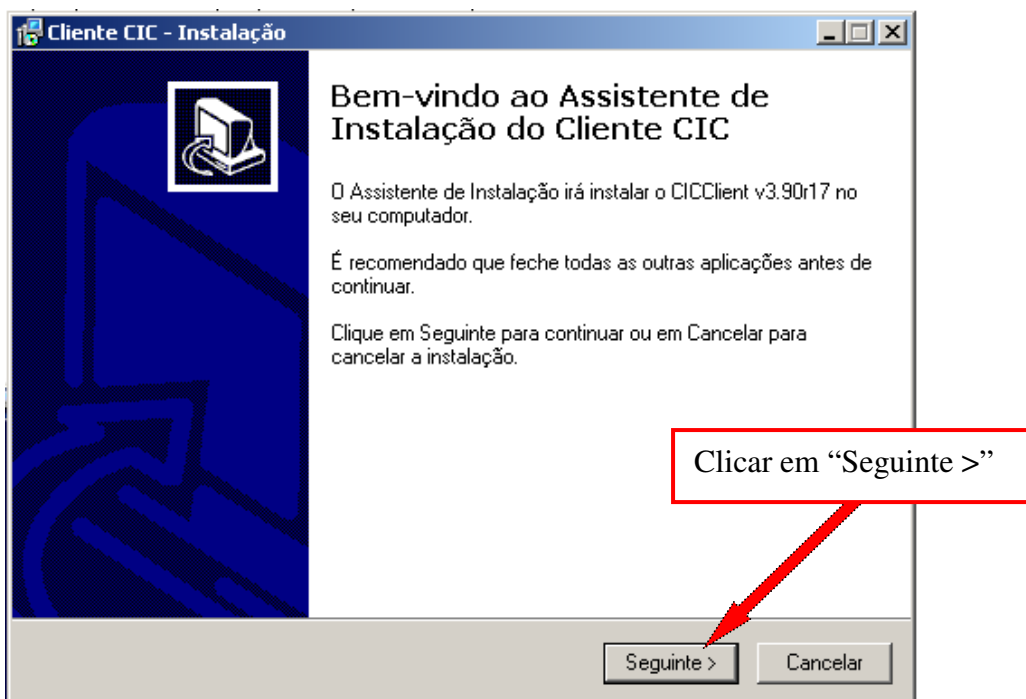 Cliente CIC - Instalação
Bem-vindo ao Assistente de
Instalação do Cliente CIC
O Assistente de Instalação irá instalar o CICClient v3.90r17 no
seu computador.
É recomendado que feche todas as outras aplicações antes de
continuar.
Clique em Seguinte para continuar ou em Cancelar para
cancelar a instalação.
Clicar em “Seguinte >”
Seguinte >
Cancelar